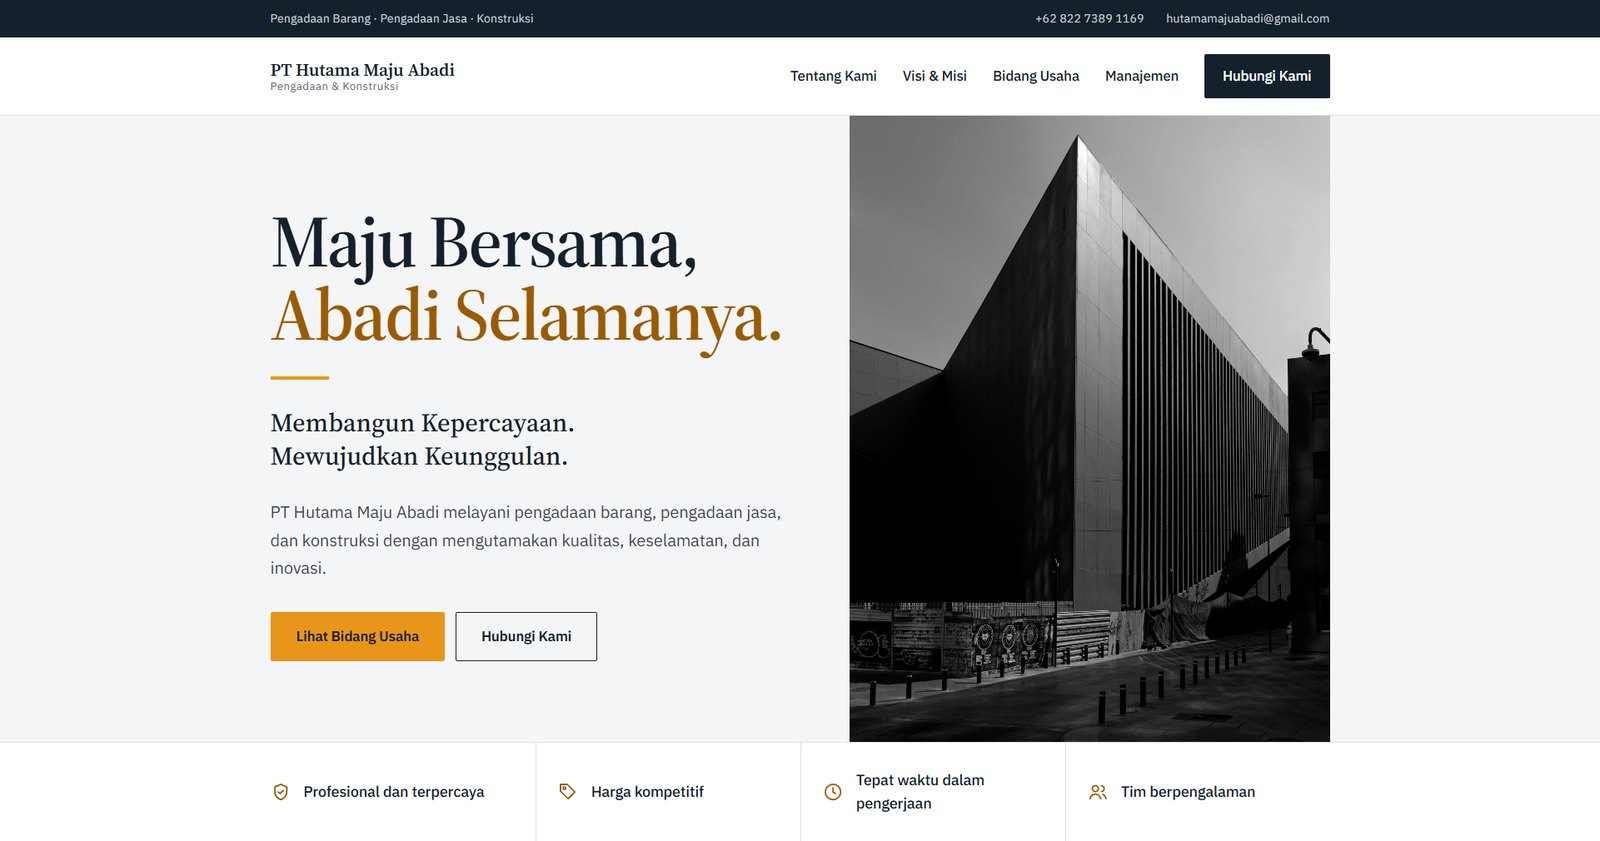 Pengadaan Barang · Pengadaan Jasa · Konstruksi
+62 822 7389 1169
hutamamajuabadi@gmail.com
PT Hutama Maju Abadi
Pengadaan & Konstruksi
Tentang Kami
Visi & Misi
Bidang Usaha
Manajemen
Hubungi Kami
Maju Bersama,
Abadi Selamanya.
Membangun Kepercayaan.
Mewujudkan Keunggulan.
PT Hutama Maju Abadi melayani pengadaan barang, pengadaan jasa,
dan konstruksi dengan mengutamakan kualitas, keselamatan, dan
inovasi.
Lihat Bidang Usaha
Hubungi Kami
Profesional dan terpercaya
Harga kompetitif
Tepat waktu dalam
pengerjaan
Tim berpengalaman